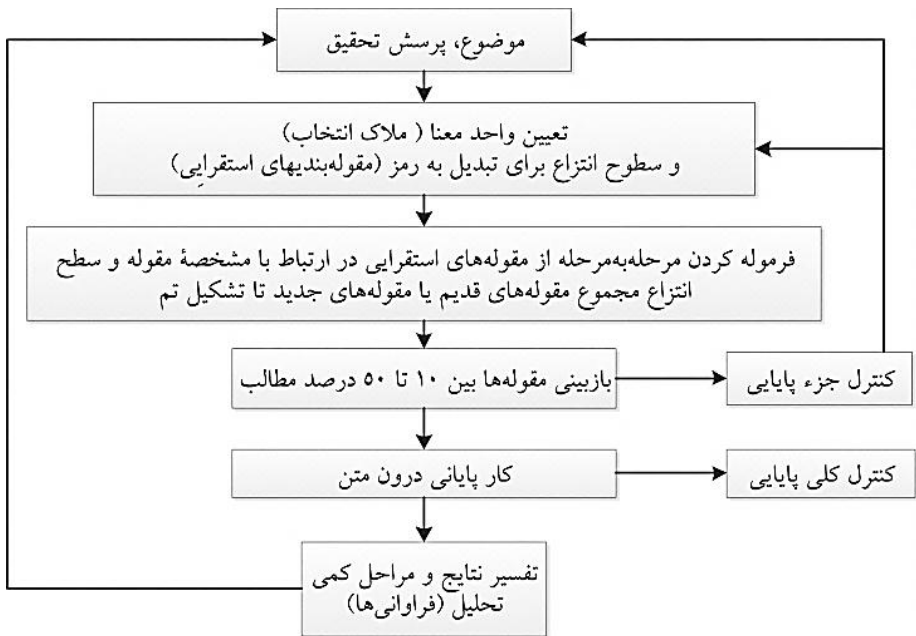 موضوع، پرسش تحقیق
تعیین واحد معنا ( ملاک انتخاب)
و سطوح انتزاع برای تبدیل به رمز (مقوله‌بندیهای استقرایِی)
فرموله کردن مرحله‌به‌مرحله از مقوله‌های استقرایی در ارتباط با مشخصهٔ مقوله و سطح
انتزاع مجموع مقوله‌های قدیم یا مقوله‌های جدید تا تشکیل تم
بازبینی مقوله‌ها بین ۱۰ تا ۵۰ درصد مطالب
کنترل جزء پایایی
کار پایانی درون متن
کنترل کلی پایایی
تفسیر نتایج و مراحل کمی
تحلیل (فراوانی‌ها)